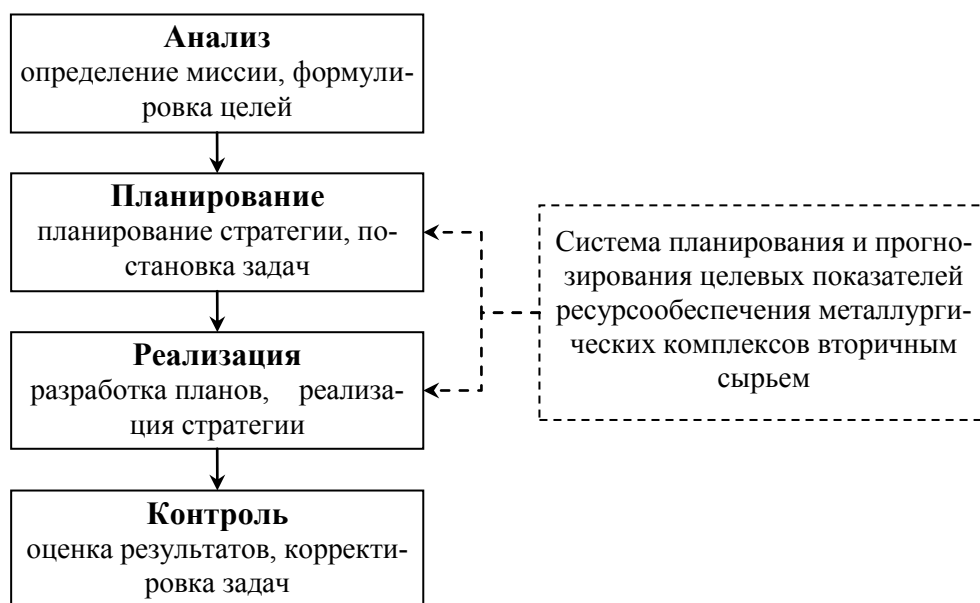 Анализ
определение миссии, формули-
ровка целей
Планирование
планирование стратегии, по-
становка задач
Система планирования и прогно-
зирования целевых показателей
ресурсообеспечения металлурги-
ческих комплексов вторичным
сырьем
Реализация
разработка планов, реализа-
ция стратегии
Контроль
оценка результатов, корректи-
ровка задач